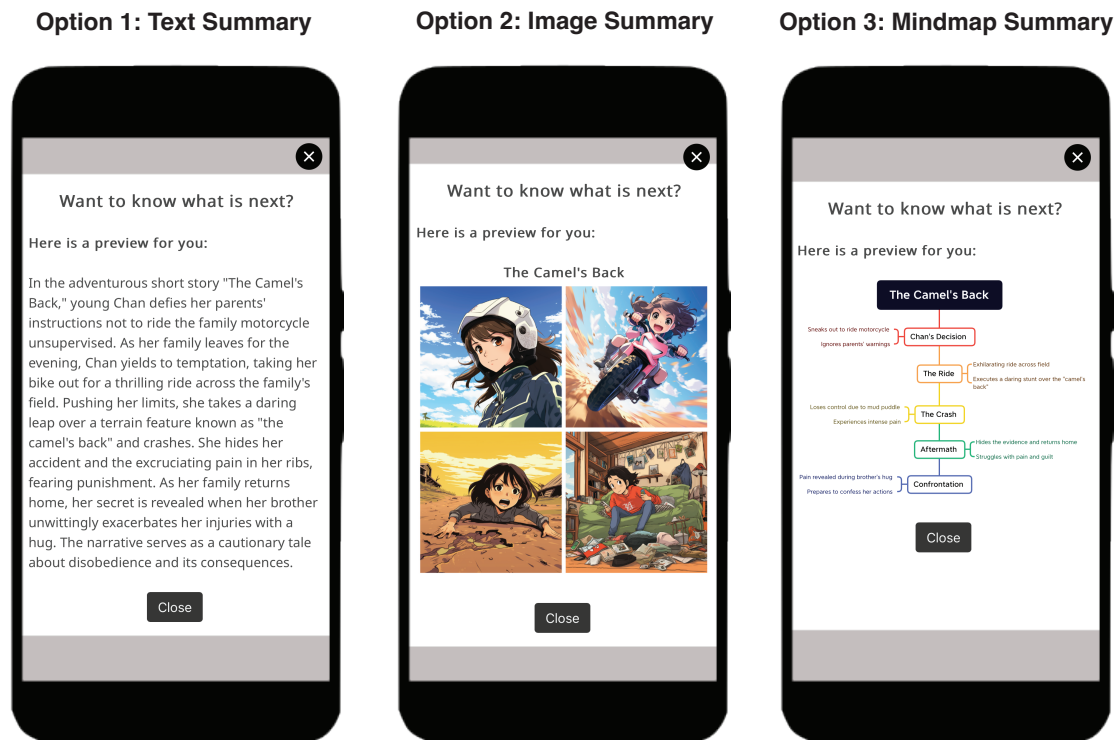 Option 1: Text Summary
Want to know what is next?
Here is a preview for you:
In the adventurous short story "The Camel's
Back," young Chan defies her parents'
instructions not to ride the family motorcycle
unsupervised. As her family leaves for the
evening, Chan yields to temptation, taking her
bike out for a thrilling ride across the family's
field. Pushing her limits, she takes a daring
leap over a terrain feature known as "the
camel's back" and crashes. She hides her
accident and the excruciating pain in her ribs,
fearing punishment. As her family returns
home, her secret is revealed when her brother
unwittingly exacerbates her injuries with a
hug. The narrative serves as a cautionary tale
about disobedience and its consequences.
Close
Option 2: Image Summary
Want to know what is next?
Here is a preview for you:
The Camel's Back
Close
Option 3: Mindmap Summary
Want to know what is next?
Here is a preview for you:
The Camel's Back
Sneaks out to ride motorcycle
Ignores parents' warnings
Chan's Decision
The Ride
Exhilarating ride across field
Executes a daring stunt over the "camel's
back"
Loses control due to mud puddle
Experiences intense pain
The Crash
Aftermath
Hides the evidence and returns home
Struggles with pain and guilt
Pain revealed during brother's hug
Prepares to confess her actions
Confrontation
Close